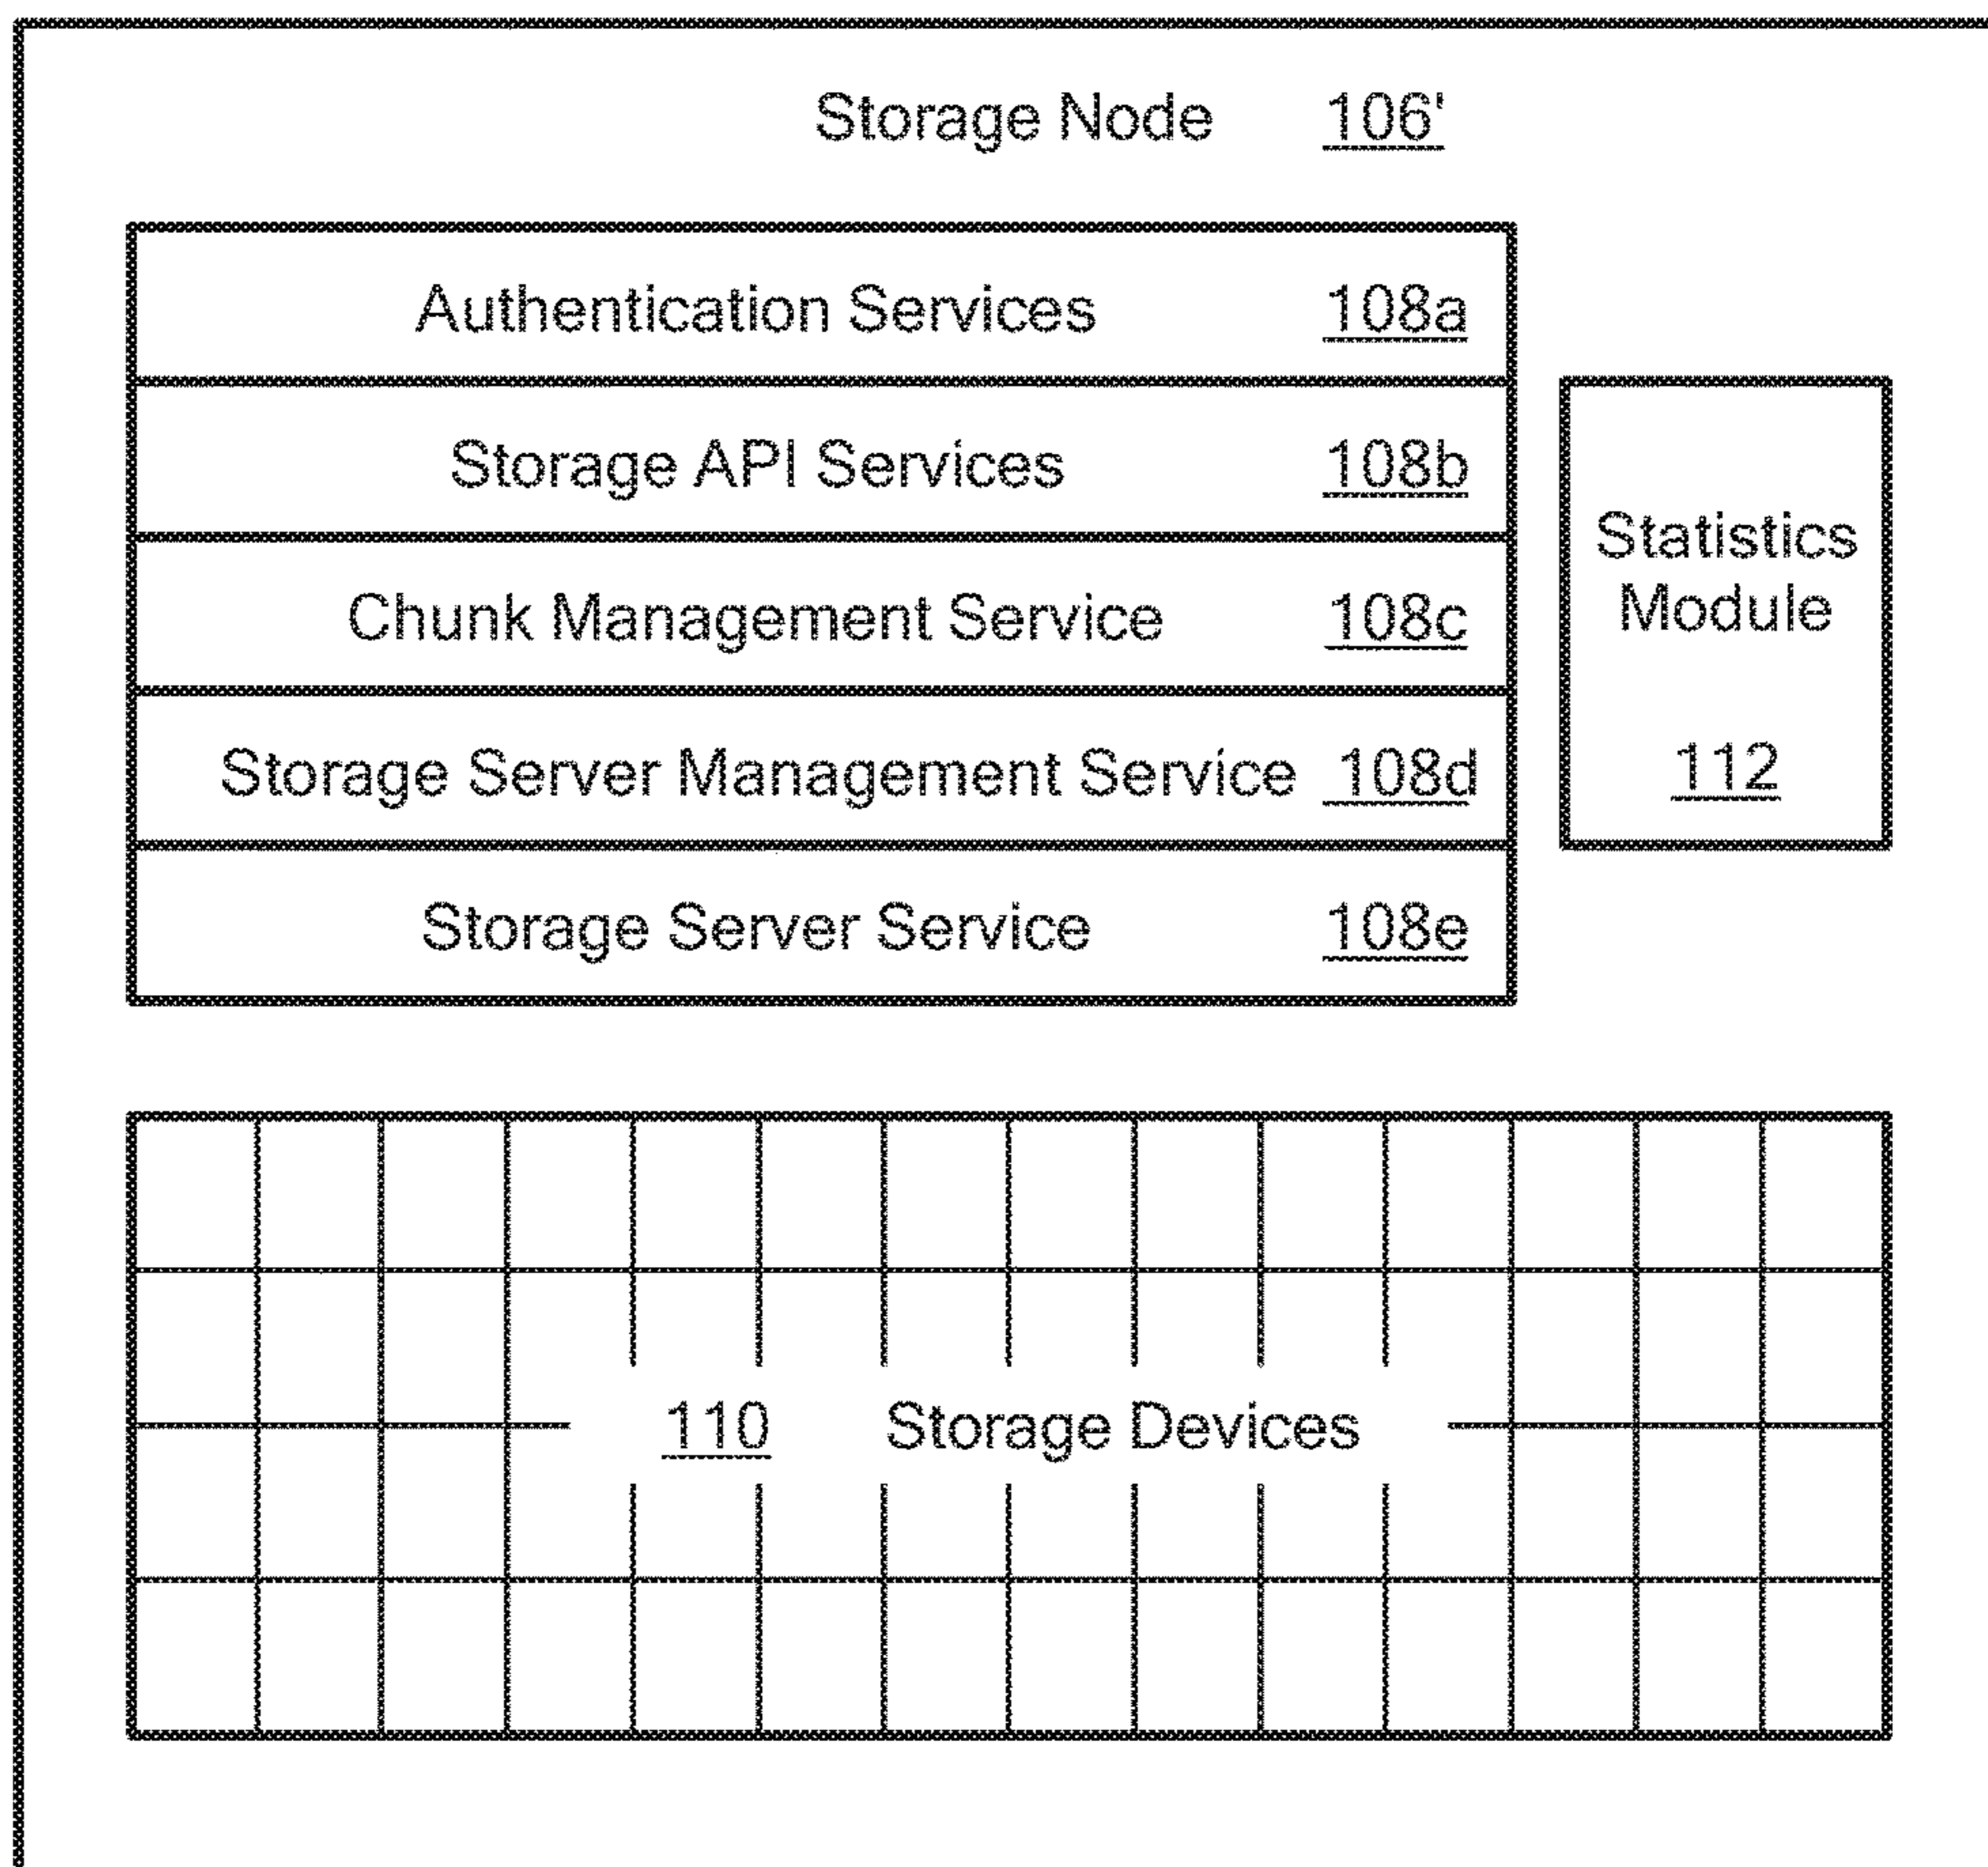 Storage Node 106'
Authentication Services 108a
Storage API Services 108b
Chunk Management Service 108c
Storage Server Management Service 108d
Storage Server Service 108e
Statistics
Module
112
110 Storage Devices